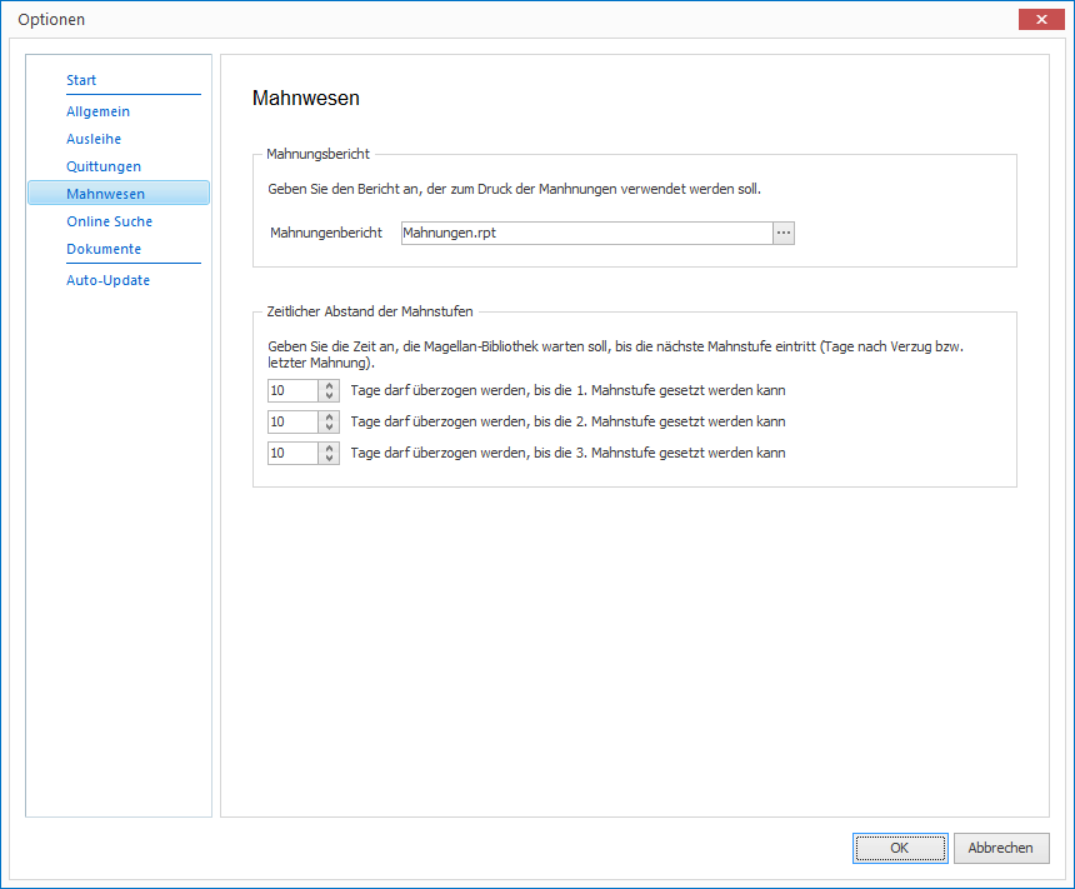 Optionen
Start
Allgemein
Ausleihe
Quittungen
Mahnwesen
Online Suche
Dokumente
Auto-Update
Mahnwesen
Mahnungsbericht
Geben Sie den Bericht an, der zum Druck der Manhnungen verwendet werden soll.
Mahnungenbericht Mahnungen.rpt ...
Zeitlicher Abstand der Mahnstufen
Geben Sie die Zeit an, die Magellan-Bibliothek warten soll, bis die nächste Mahnstufe eintritt (Tage nach Verzug bzw.
letzter Mahnung).
10 Tage darf überzogen werden, bis die 1. Mahnstufe gesetzt werden kann
10 Tage darf überzogen werden, bis die 2. Mahnstufe gesetzt werden kann
10 Tage darf überzogen werden, bis die 3. Mahnstufe gesetzt werden kann
OK Abbrechen